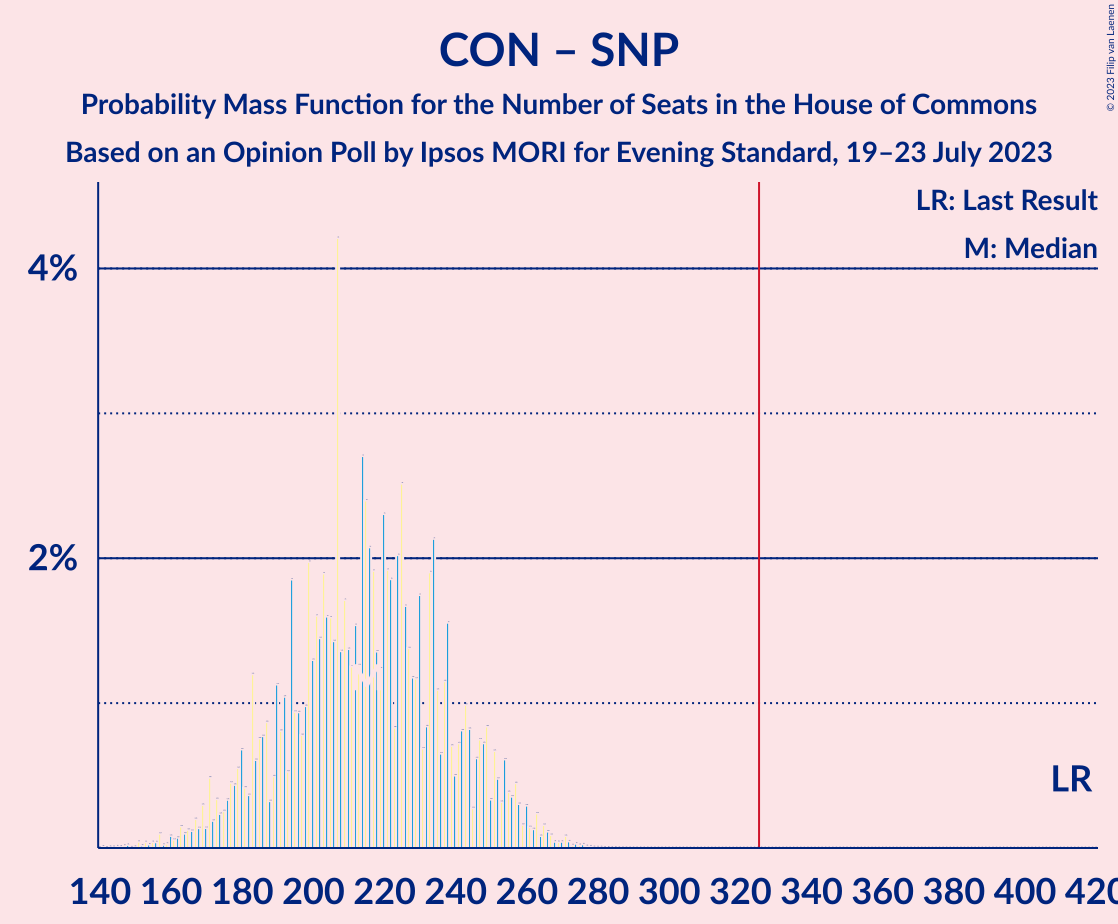 CON – SNP
Probability Mass Function for the Number of Seats in the House of Commons
Based on an Opinion Poll by Ipsos MORI for Evening Standard, 19–23 July 2023
© 2023 Filip van Laenen
LR: Last Result
M: Median
4%
2%
LR
140 160 180 200 220 240 260 280 300 320 340 360 380 400 420